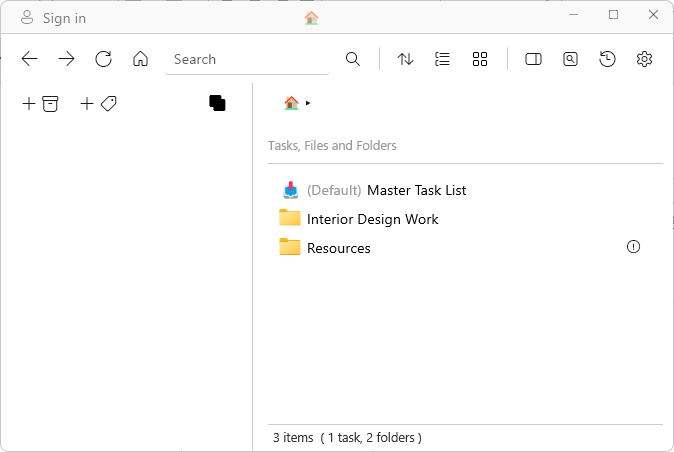 Sign in
Search
Tasks, Files and Folders
(Default) Master Task List
Interior Design Work
Resources
3 items ( 1 task, 2 folders )